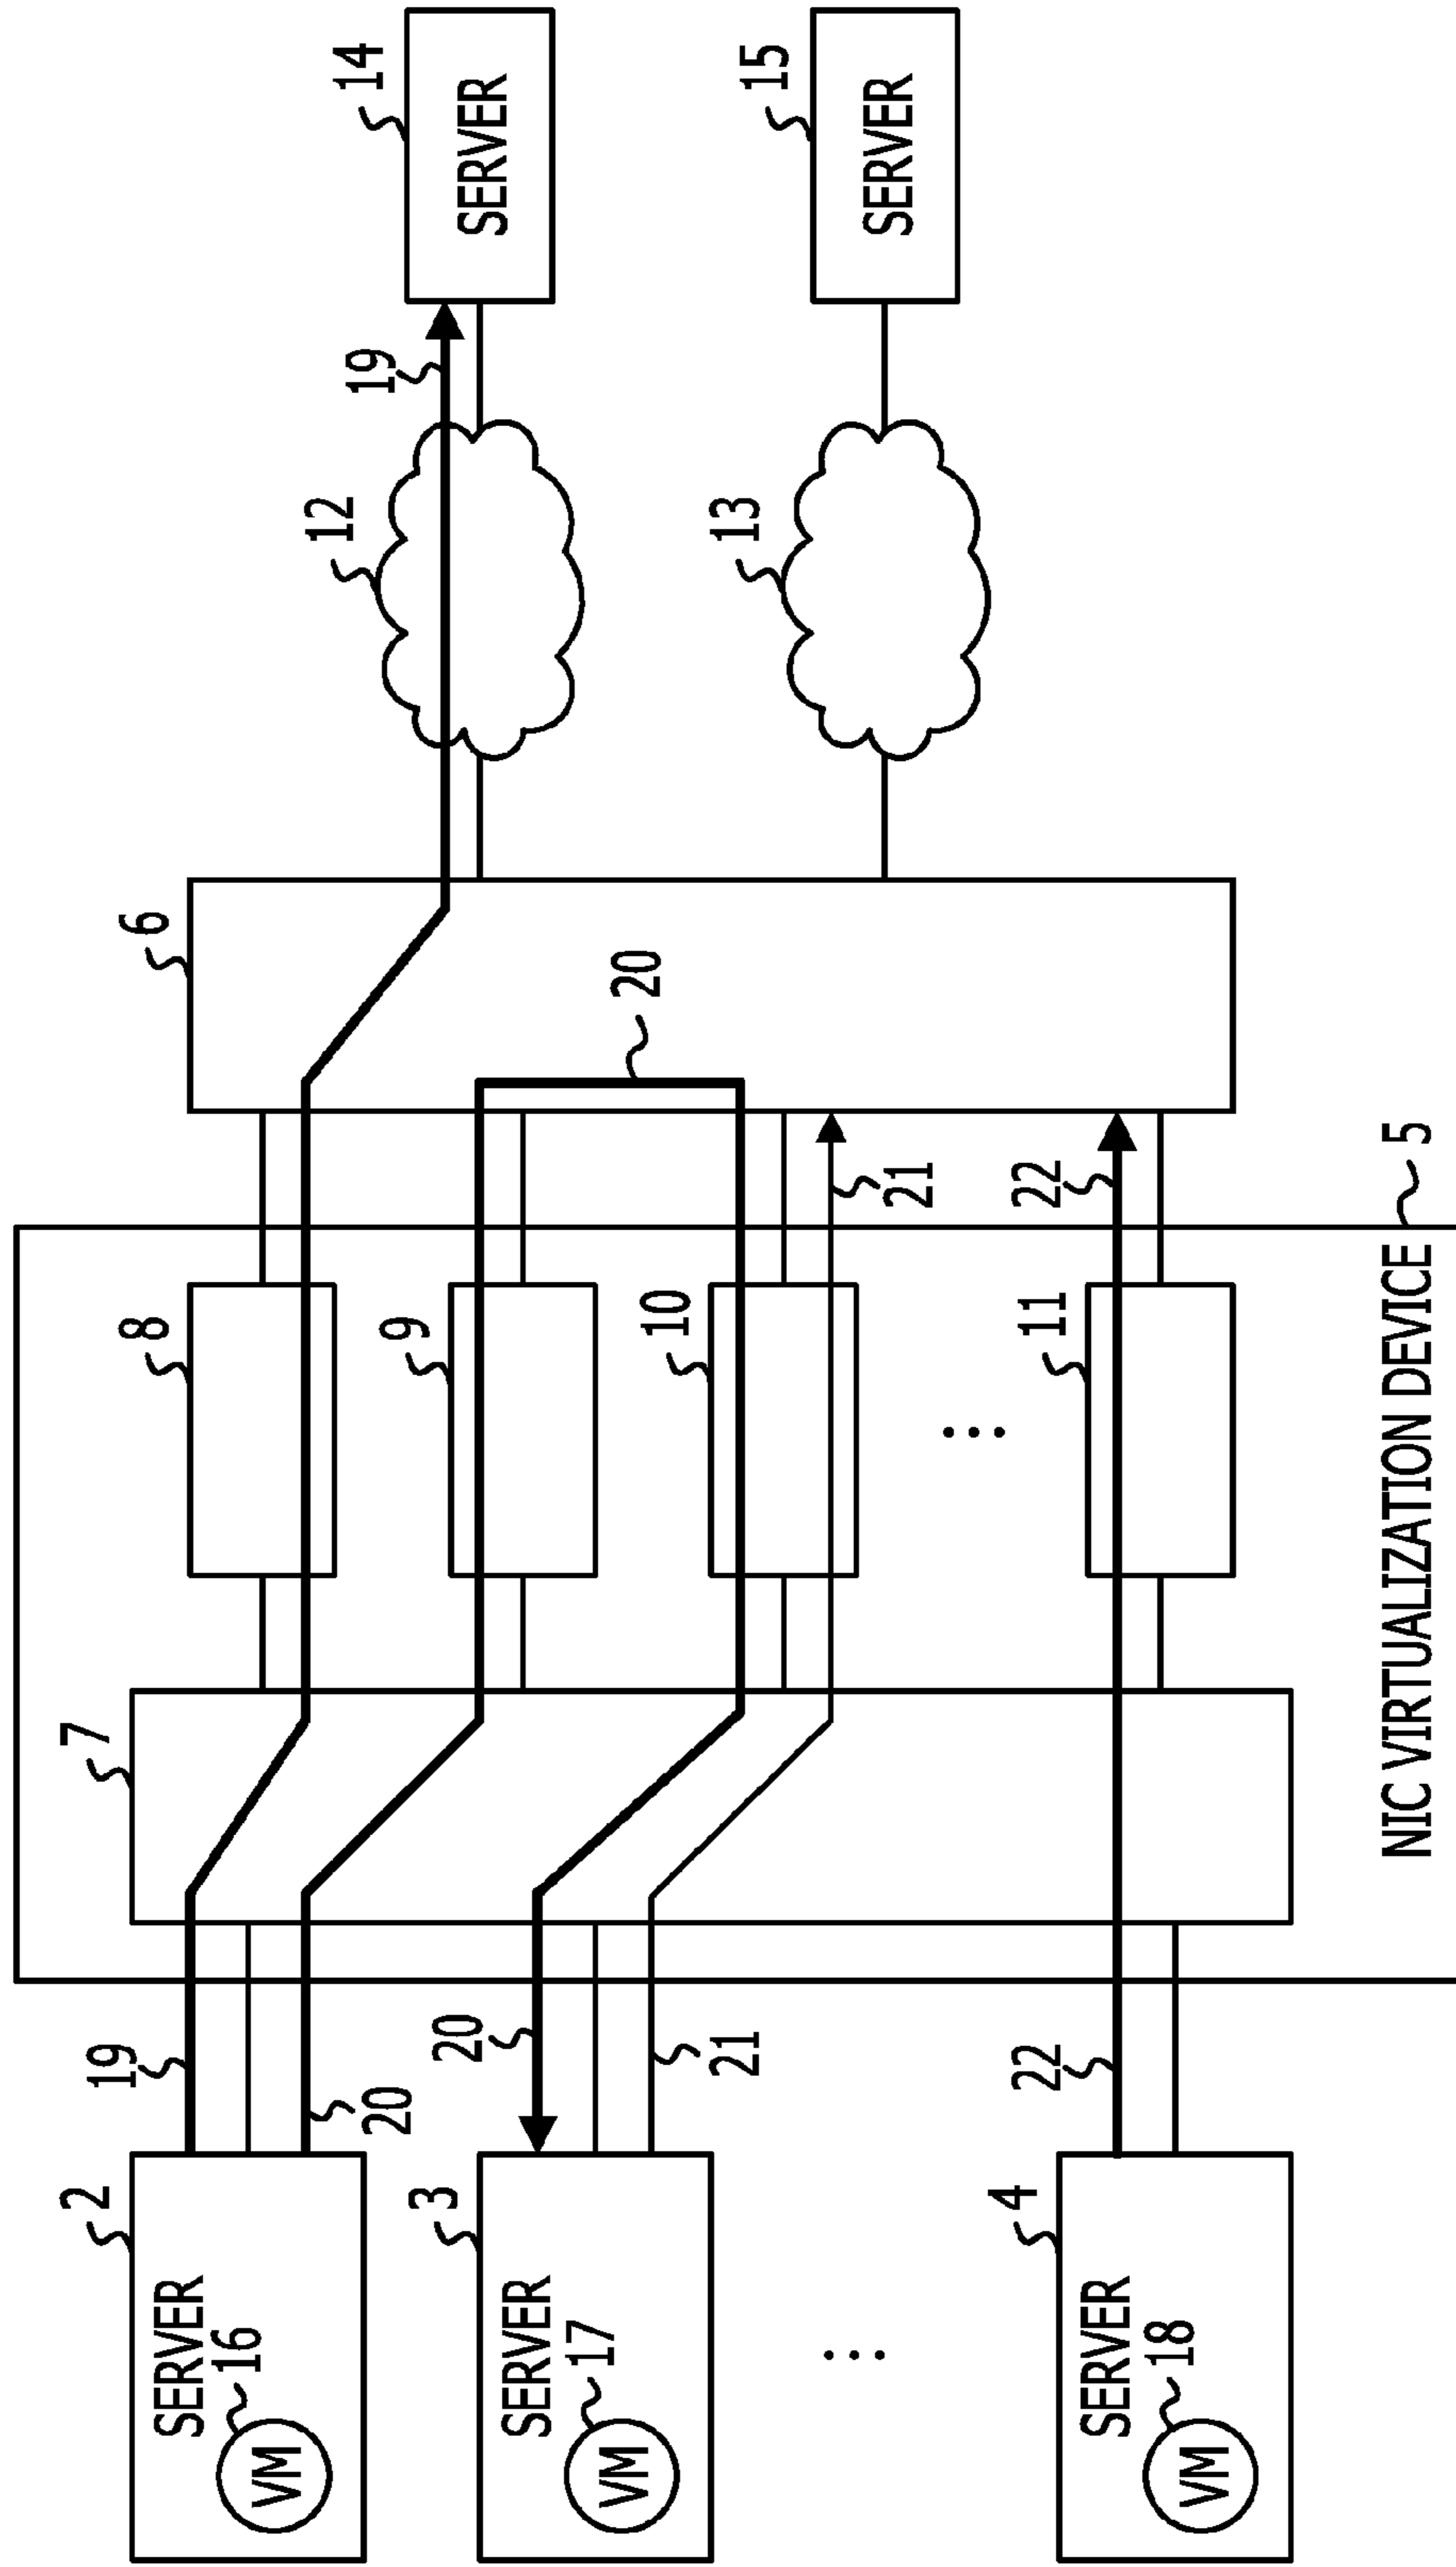 2
SERVER
16
VM
3
SERVER
17
VM
4
SERVER
18
VM
19
20
20
21
22
7
8
9
10
11
NIC VIRTUALIZATION DEVICE
5
21
22
6
20
12
13
19
14
SERVER
15
SERVER